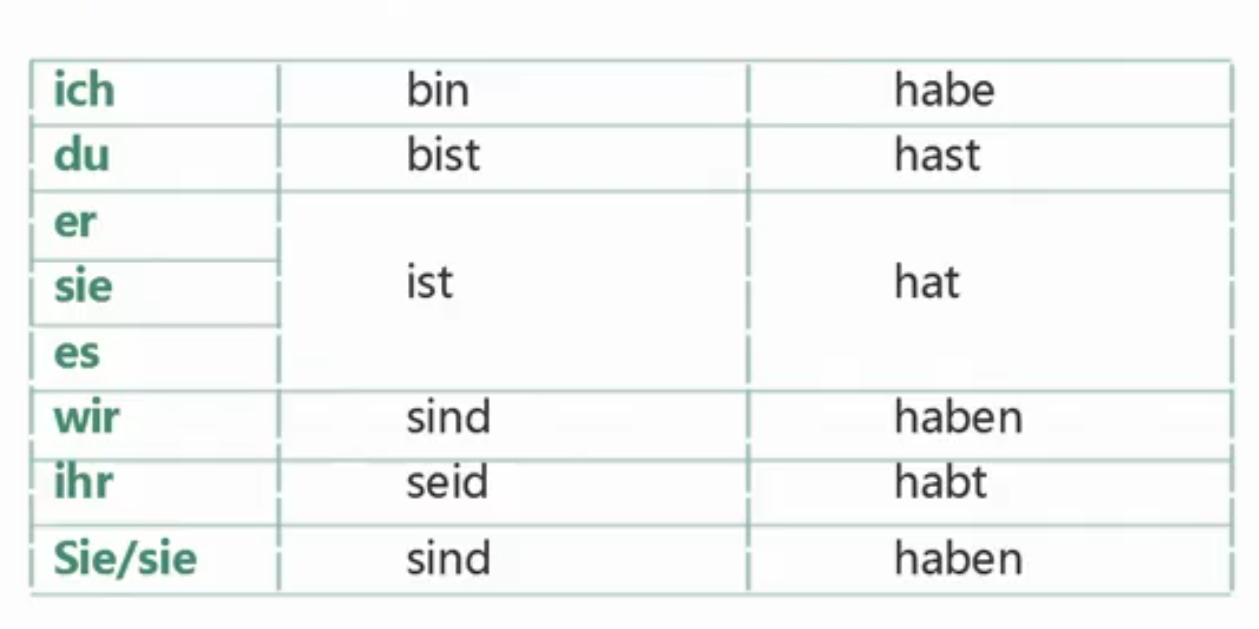 ich bin habe
du bist hast
er
sie ist hat
es
wir sind haben
ihr seid habt
Sie/sie sind haben